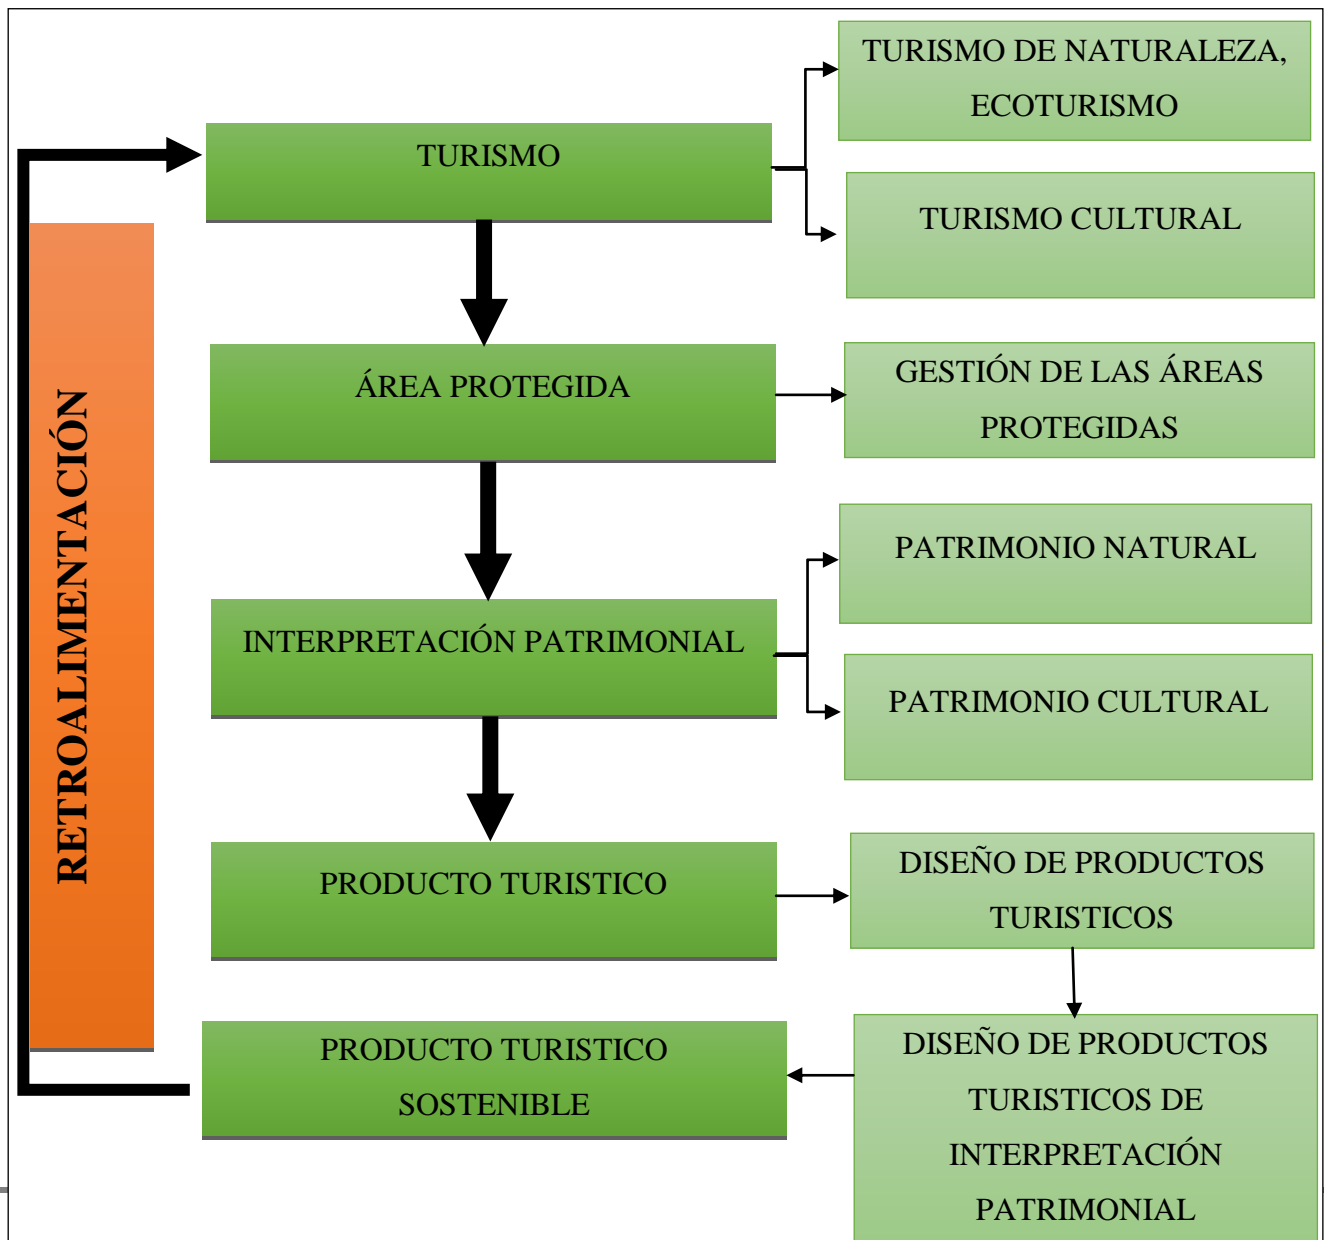 TURISMO DE NATURALEZA,
ECOTURISMO
TURISMO
TURISMO CULTURAL
ÁREA PROTEGIDA
GESTIÓN DE LAS ÁREAS
PROTEGIDAS
RETROALIMENTACIÓN
PATRIMONIO NATURAL
INTERPRETACIÓN PATRIMONIAL
PATRIMONIO CULTURAL
PRODUCTO TURISTICO
DISEÑO DE PRODUCTOS
TURISTICOS
PRODUCTO TURISTICO
SOSTENIBLE
DISEÑO DE PRODUCTOS
TURISTICOS DE
INTERPRETACIÓN
PATRIMONIAL